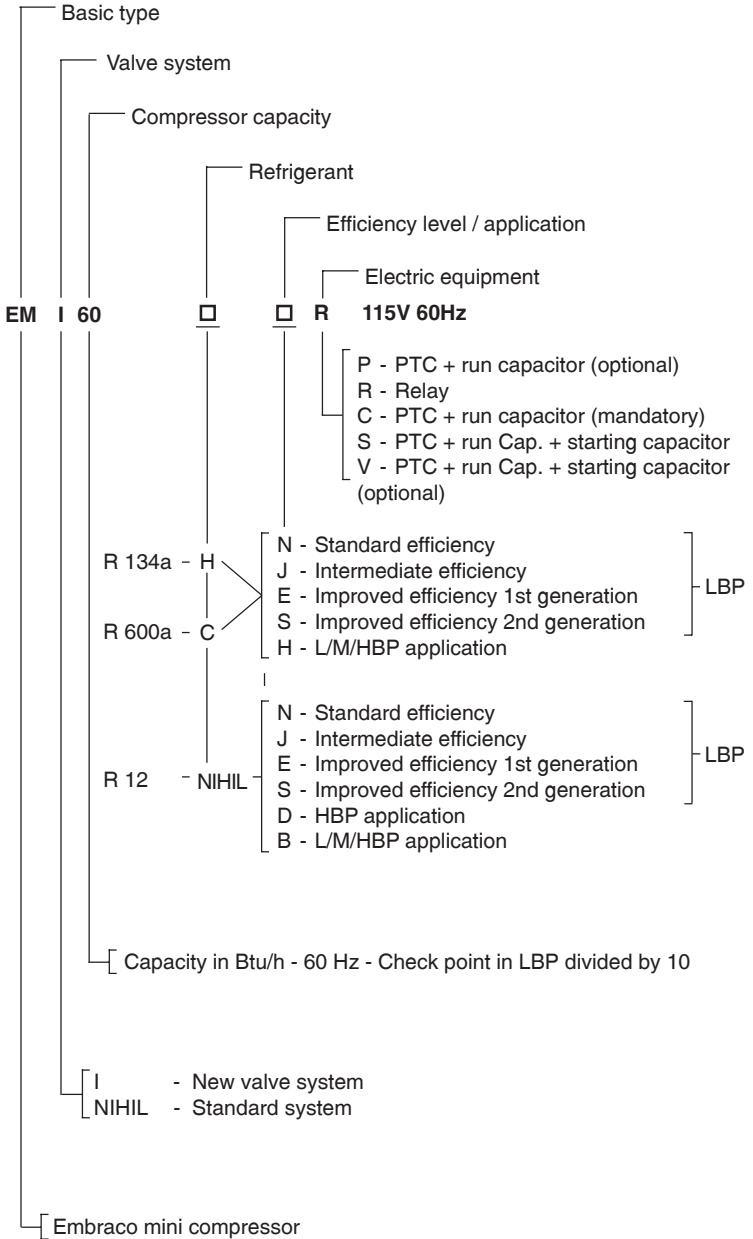 Basic type
Valve system
Compressor capacity
Refrigerant
Efficiency level / application
Electric equipment
EM I 60 □ □ R 115V 60Hz
P - PTC + run capacitor (optional)
R - Relay
C - PTC + run capacitor (mandatory)
S - PTC + run Cap. + starting capacitor
V - PTC + run Cap. + starting capacitor
(optional)
R 134a - H
R 600a - C
N - Standard efficiency
J - Intermediate efficiency
E - Improved efficiency 1st generation
S - Improved efficiency 2nd generation
H - L/M/HBP application
LBP
R 12 - NIHIL
N - Standard efficiency
J - Intermediate efficiency
E - Improved efficiency 1st generation
S - Improved efficiency 2nd generation
D - HBP application
B - L/M/HBP application
LBP
Capacity in Btu/h - 60 Hz - Check point in LBP divided by 10
I - New valve system
NIHIL - Standard system
Embraco mini compressor